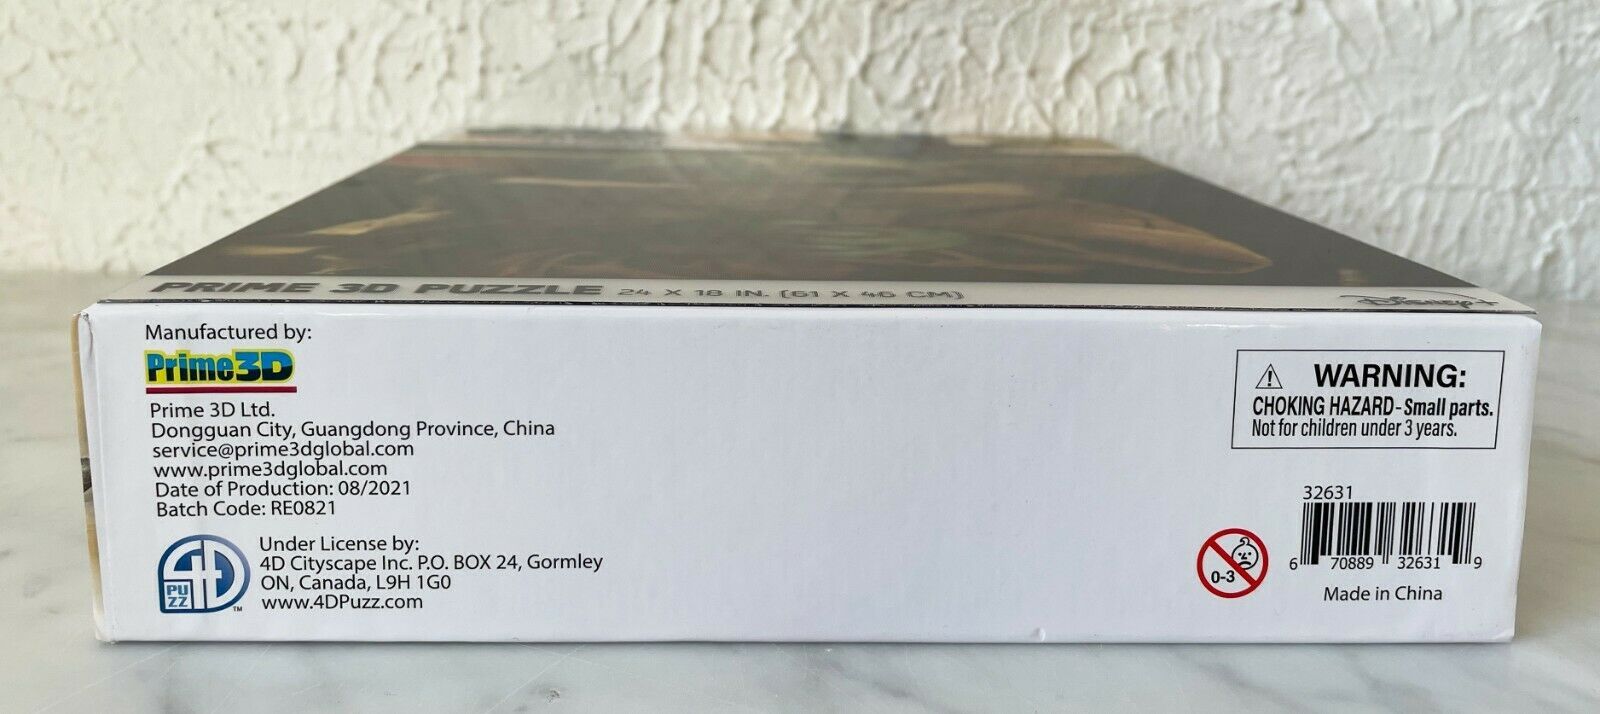 PRIME 3D PUZZLE 24 X 18 IN. (61 X 46 CM)
Disney+
Manufactured by:
Prime3D
Prime 3D Ltd.
Dongguan City, Guangdong Province, China
service@prime3dglobal.com
www.prime3dglobal.com
Date of Production: 08/2021
Batch Code: RE0821
4D
PUZZ
TM
Under License by:
4D Cityscape Inc. P.O. BOX 24, Gormley
ON, Canada, L9H 1G0
www.4DPuzz.com
WARNING:
CHOKING HAZARD - Small parts.
Not for children under 3 years.
0-3
32631
6 70889 32631 9
Made in China